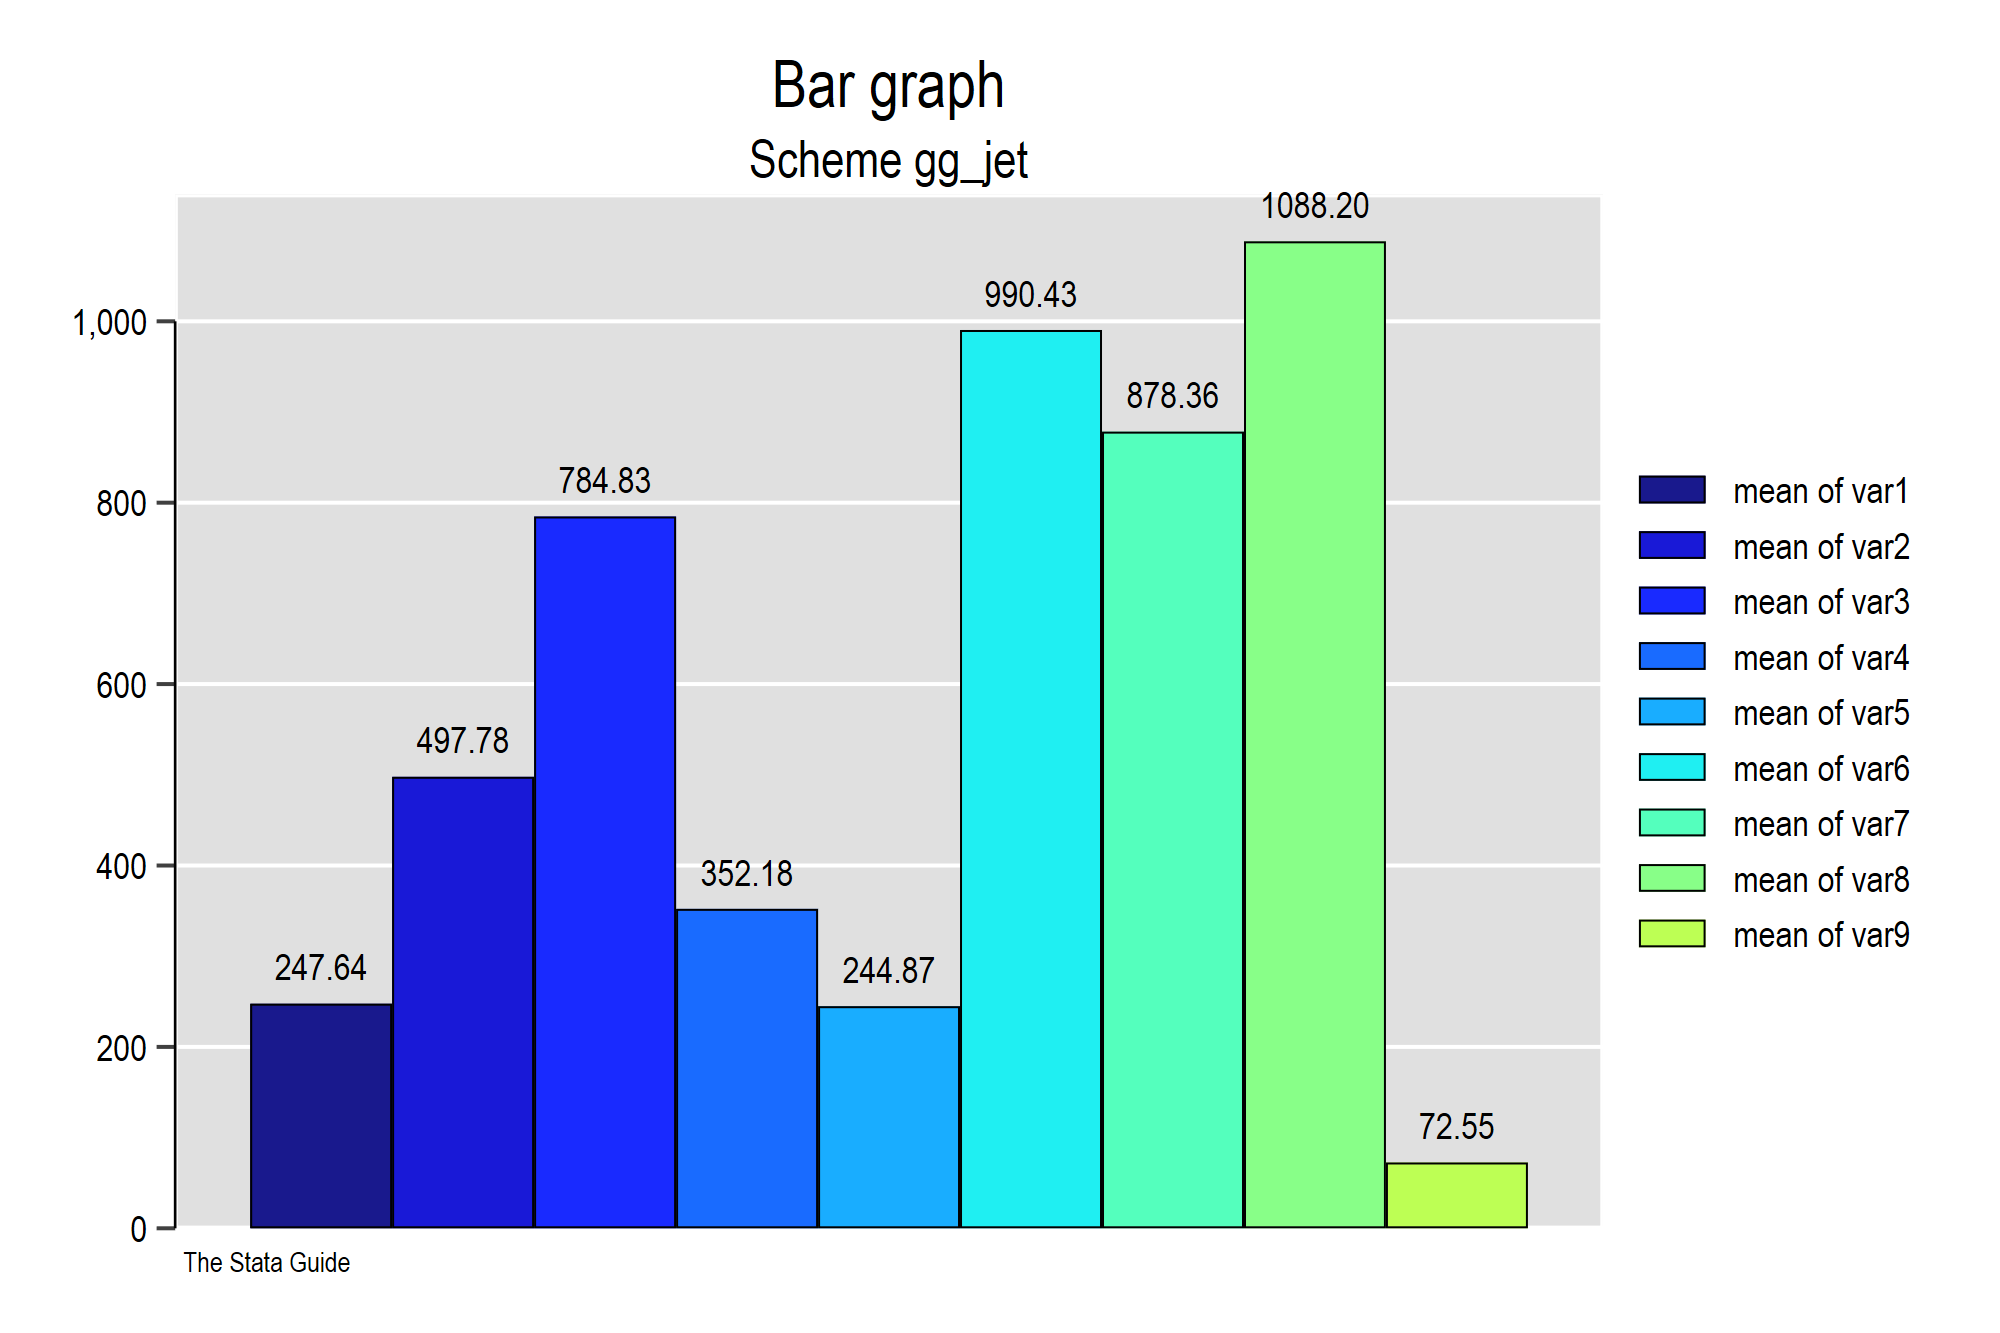 Bar graph
Scheme gg_jet
1088.20
990.43
1,000
878.36
784.83
800
497.78
600
352.18
400
247.64
244.87
200
72.55
0
mean of var1
mean of var2
mean of var3
mean of var4
mean of var5
mean of var6
mean of var7
mean of var8
mean of var9
The Stata Guide